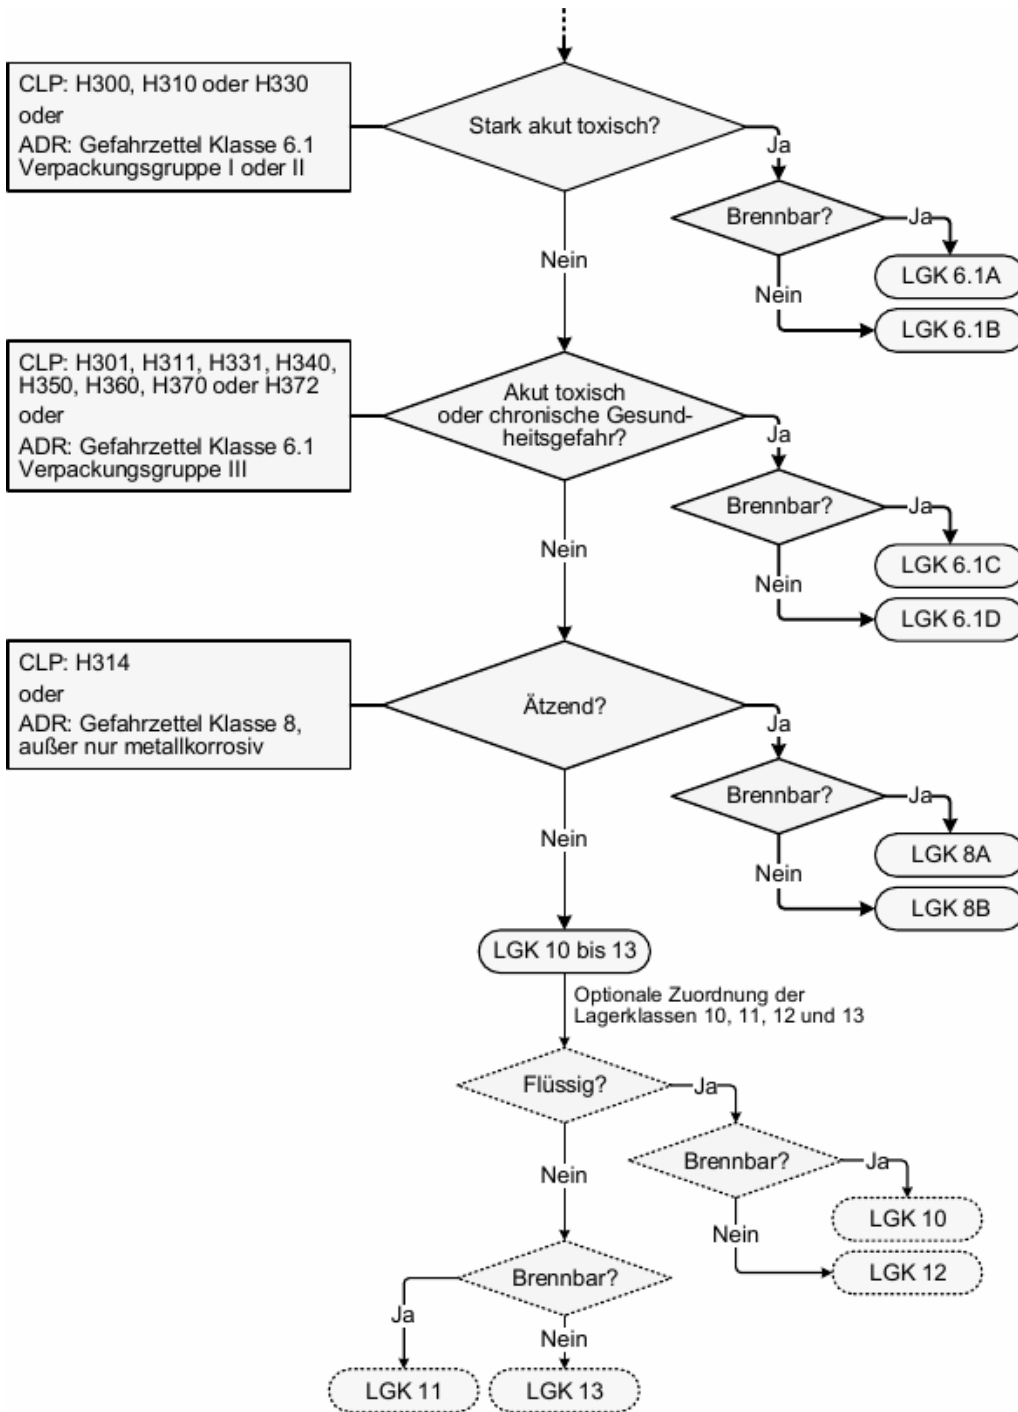 CLP: H300, H310 oder H330
oder
ADR: Gefahrzettel Klasse 6.1
Verpackungsgruppe I oder II
Stark akut toxisch?
Ja
Brennbar?
Ja
LGK 6.1A
Nein
LGK 6.1B
Nein
CLP: H301, H311, H331, H340,
H350, H360, H370 oder H372
oder
ADR: Gefahrzettel Klasse 6.1
Verpackungsgruppe III
Akut toxisch
oder chronische Gesund-
heitsgefahr?
Ja
Brennbar?
Ja
LGK 6.1C
Nein
LGK 6.1D
Nein
CLP: H314
oder
ADR: Gefahrzettel Klasse 8,
außer nur metallkorrosiv
Ätzend?
Ja
Brennbar?
Ja
LGK 8A
Nein
LGK 8B
Nein
LGK 10 bis 13
Optionale Zuordnung der
Lagerklassen 10, 11, 12 und 13
Flüssig?
Ja
Brennbar?
Ja
LGK 10
Nein
LGK 12
Nein
Brennbar?
Ja
Nein
LGK 11
LGK 13